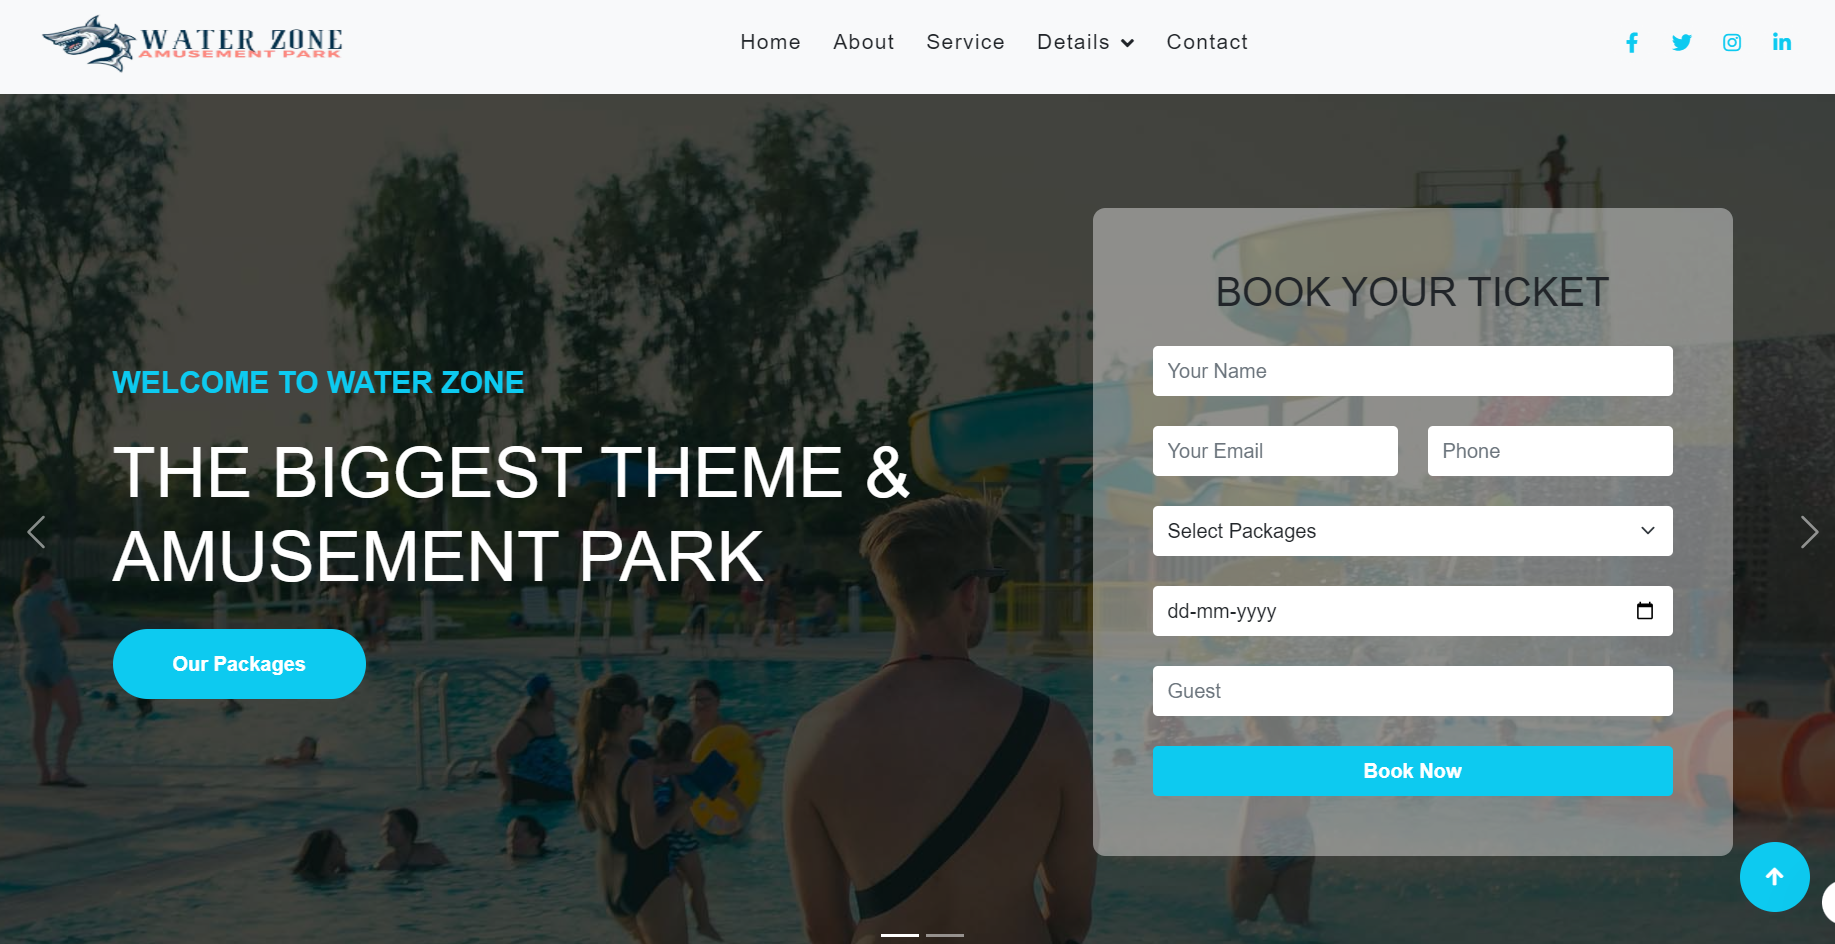 WATER ZONE
AMUSEMENT PARK
Home
About
Service
Details
Contact
WELCOME TO WATER ZONE
THE BIGGEST THEME &
AMUSEMENT PARK
Our Packages
BOOK YOUR TICKET
Your Name
Your Email
Phone
Select Packages
dd-mm-yyyy
Guest
Book Now